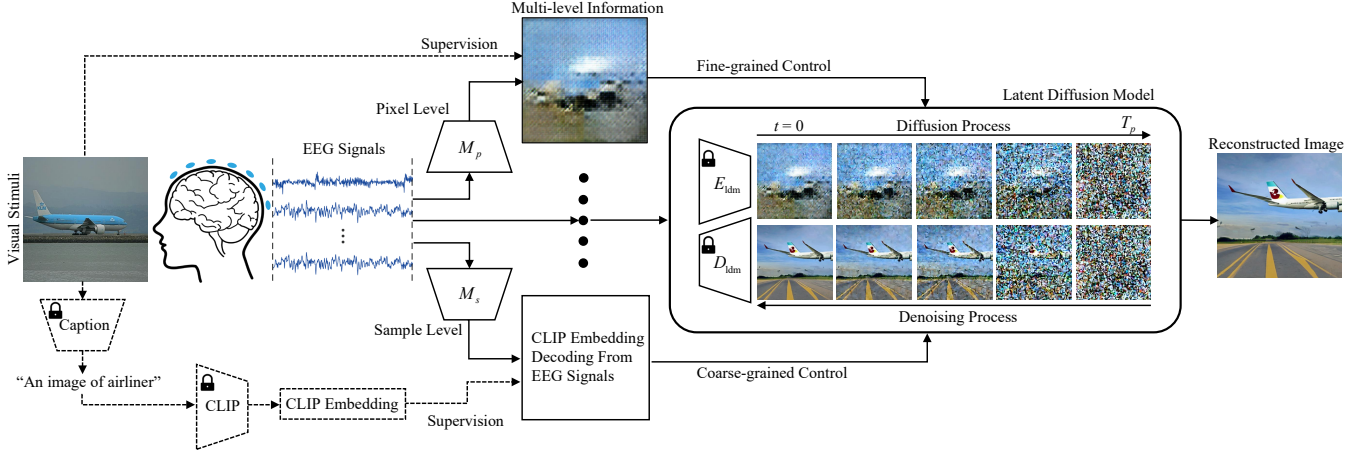 Multi-level Information
Supervision
Fine-grained Control
Pixel Level
Latent Diffusion Model
t = 0
Diffusion Process
T_p
EEG Signals
M_p
Reconstructed Image
E_ldm
Visual Stimuli
D_ldm
M_s
Denoising Process
Caption
Sample Level
CLIP Embedding
Decoding From
EEG Signals
Coarse-grained Control
“An image of airliner”
CLIP
CLIP Embedding
Supervision